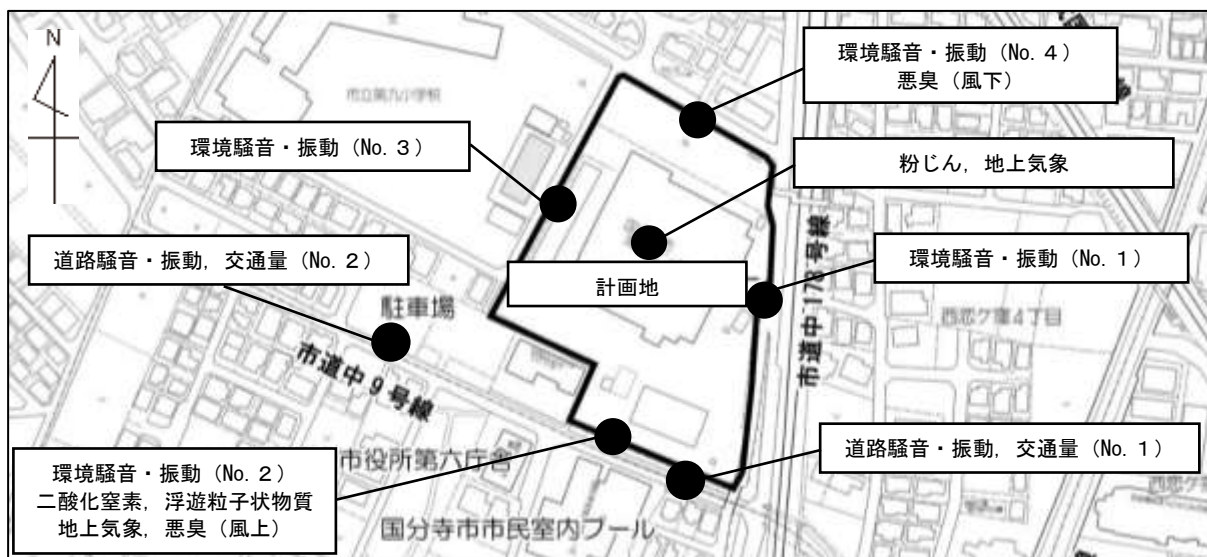 N
市立第九小学校
環境騒音・振動（No. 4）
悪臭（風下）
環境騒音・振動（No. 3）
粉じん，地上気象
道路騒音・振動，交通量（No. 2）
計画地
環境騒音・振動（No. 1）
駐車場
市道中178号線
西恋ケ窪4丁目
市道中9号線
道路騒音・振動，交通量（No. 1）
環境騒音・振動（No. 2）
二酸化窒素，浮遊粒子状物質
地上気象，悪臭（風上）
市役所第六庁舎
国分寺市市民室内プール